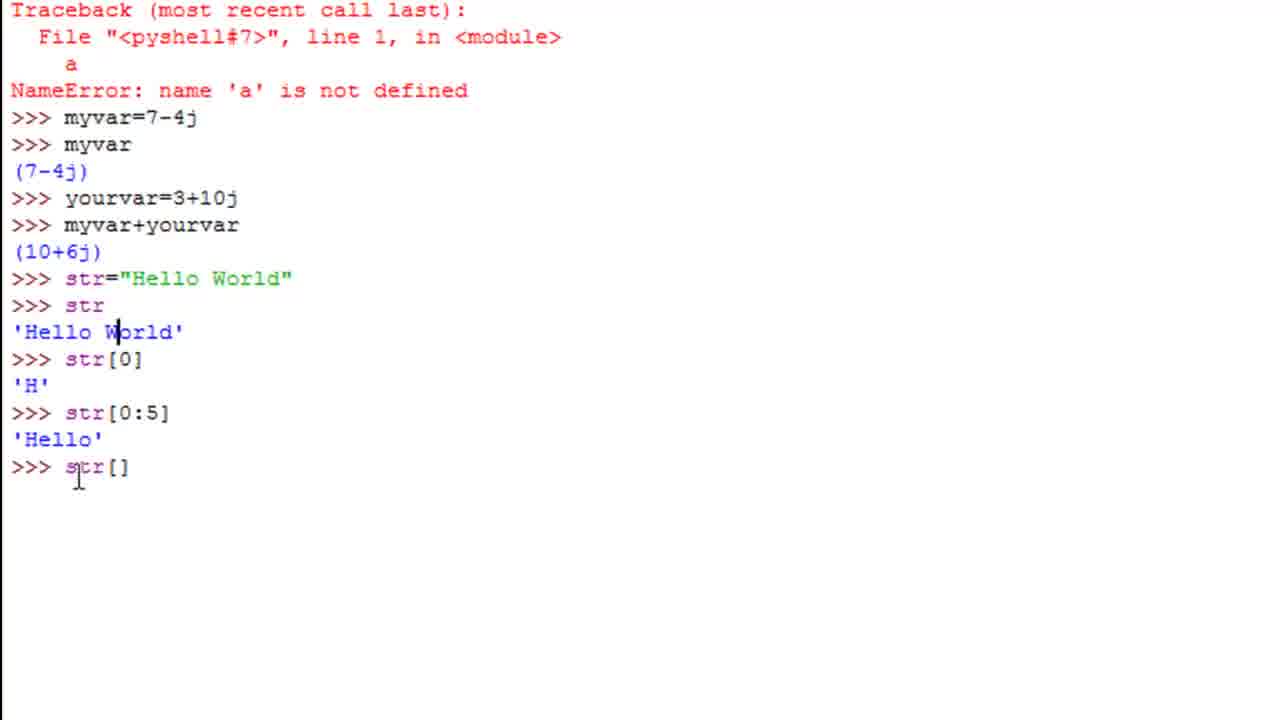 Traceback (most recent call last):
  File "<pyshell#7>", line 1, in <module>
    a
NameError: name 'a' is not defined
>>> myvar=7-4j
>>> myvar
(7-4j)
>>> yourvar=3+10j
>>> myvar+yourvar
(10+6j)
>>> str="Hello World"
>>> str
'Hello World'
>>> str[0]
'H'
>>> str[0:5]
'Hello'
>>> str[]